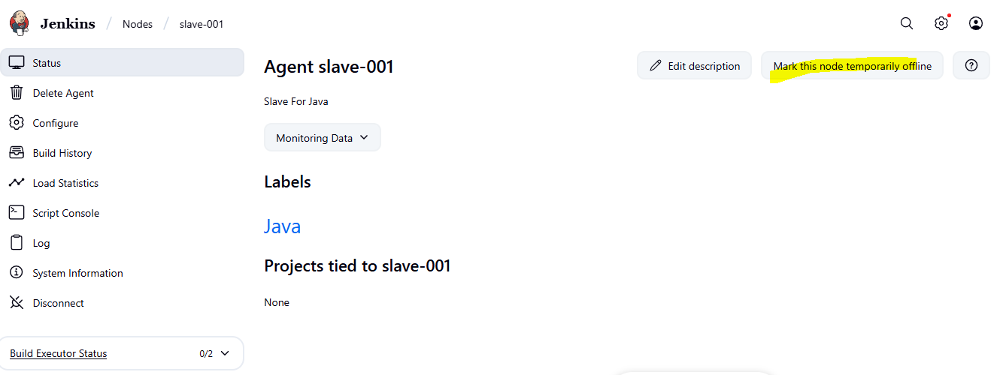 Jenkins / Nodes / slave-001
Status
Delete Agent
Configure
Build History
Load Statistics
Script Console
Log
System Information
Disconnect
Build Executor Status 0/2
Agent slave-001
Edit description
Mark this node temporarily offline
Slave For Java
Monitoring Data
Labels
Java
Projects tied to slave-001
None